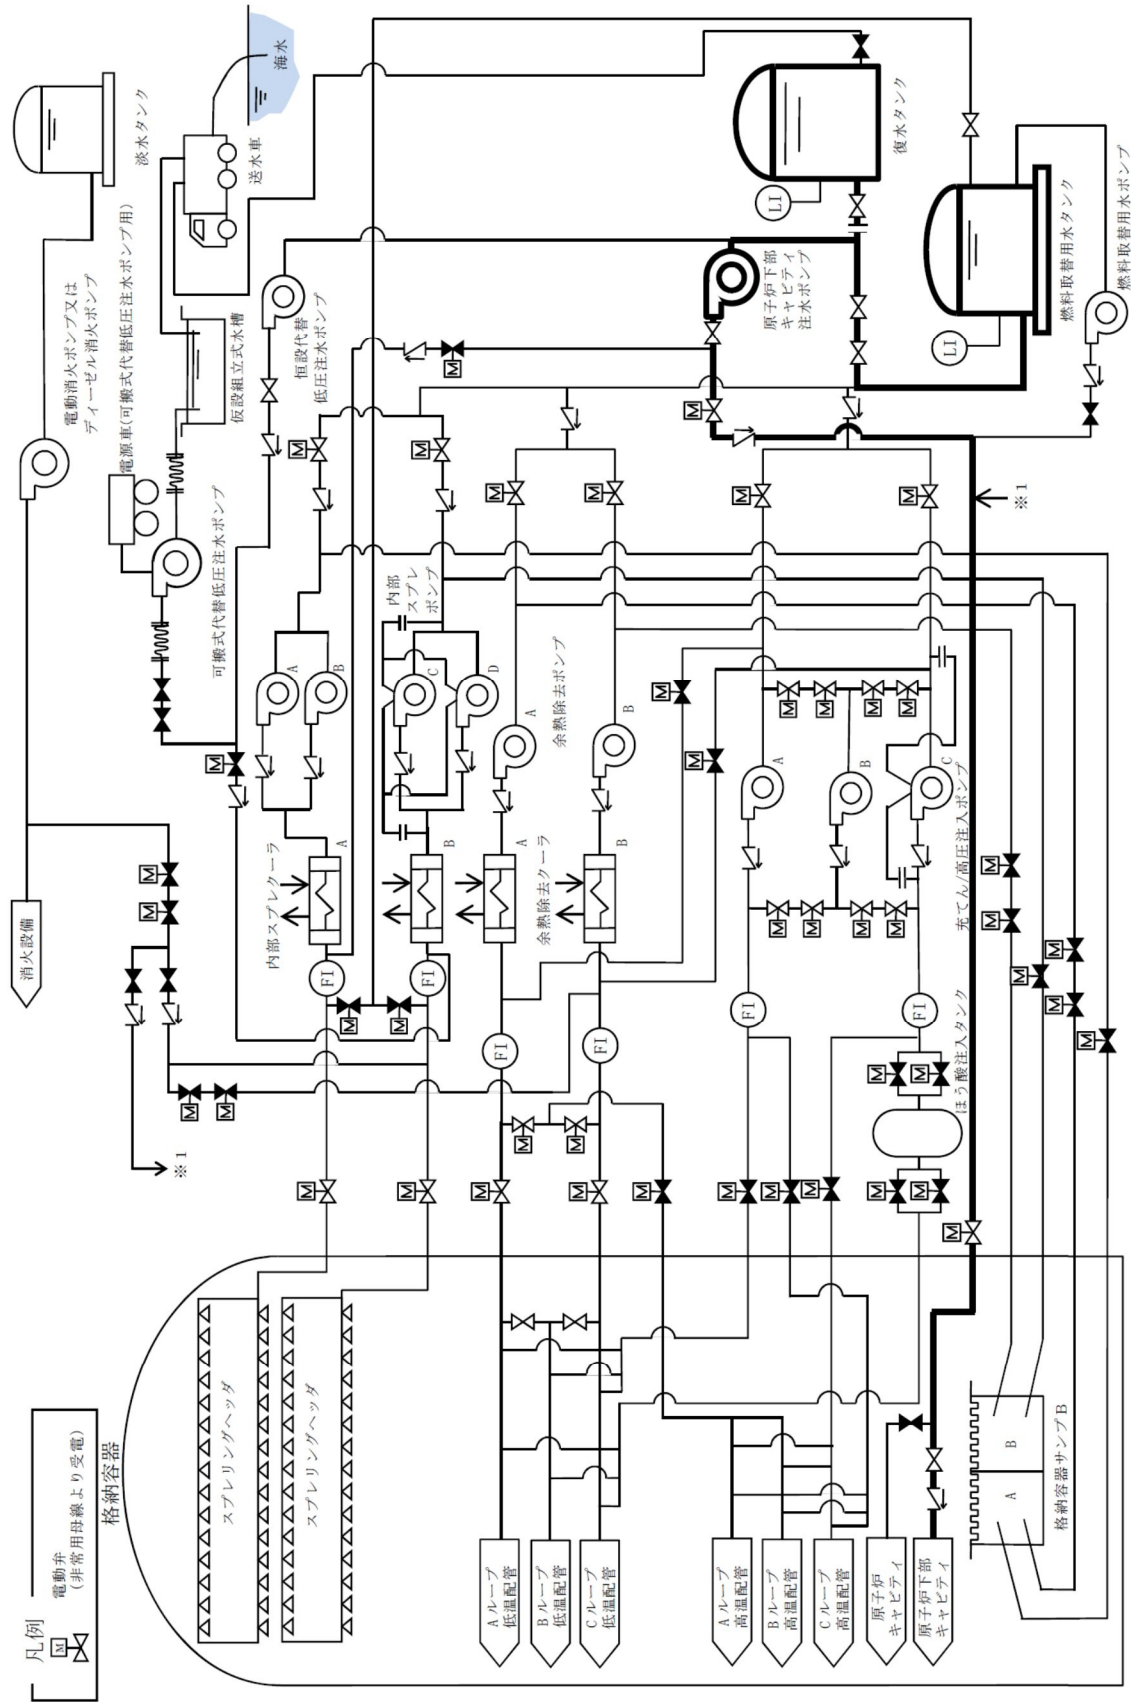 凡例
M
電動弁
(非常用母線より受電)
格納容器
スプレリングヘッダ
スプレリングヘッダ
Aループ
低温配管
Bループ
低温配管
Cループ
低温配管
Aループ
高温配管
Bループ
高温配管
Cループ
高温配管
原子炉
キャビティ
原子炉下部
キャビティ
A
B
格納容器サンプB
消火設備
※1
内部スプレクーラ
A
B
余熱除去クーラ
A
B
FI
FI
FI
FI
FI
FI
ほう酸注入タンク
充てん/高圧注入ポンプ
A
B
C
余熱除去ポンプ
A
B
内部
スプレ
ポンプ
A
B
C
D
可搬式代替低圧注水ポンプ
電源車(可搬式代替低圧注水ポンプ用)
電動消火ポンプ又は
ディーゼル消火ポンプ
淡水タンク
仮設組立式水槽
送水車
海水
恒設代替
低圧注水ポンプ
原子炉下部
キャビティ
注水ポンプ
※1
LI
復水タンク
LI
燃料取替用水タンク
燃料取替用水ポンプ